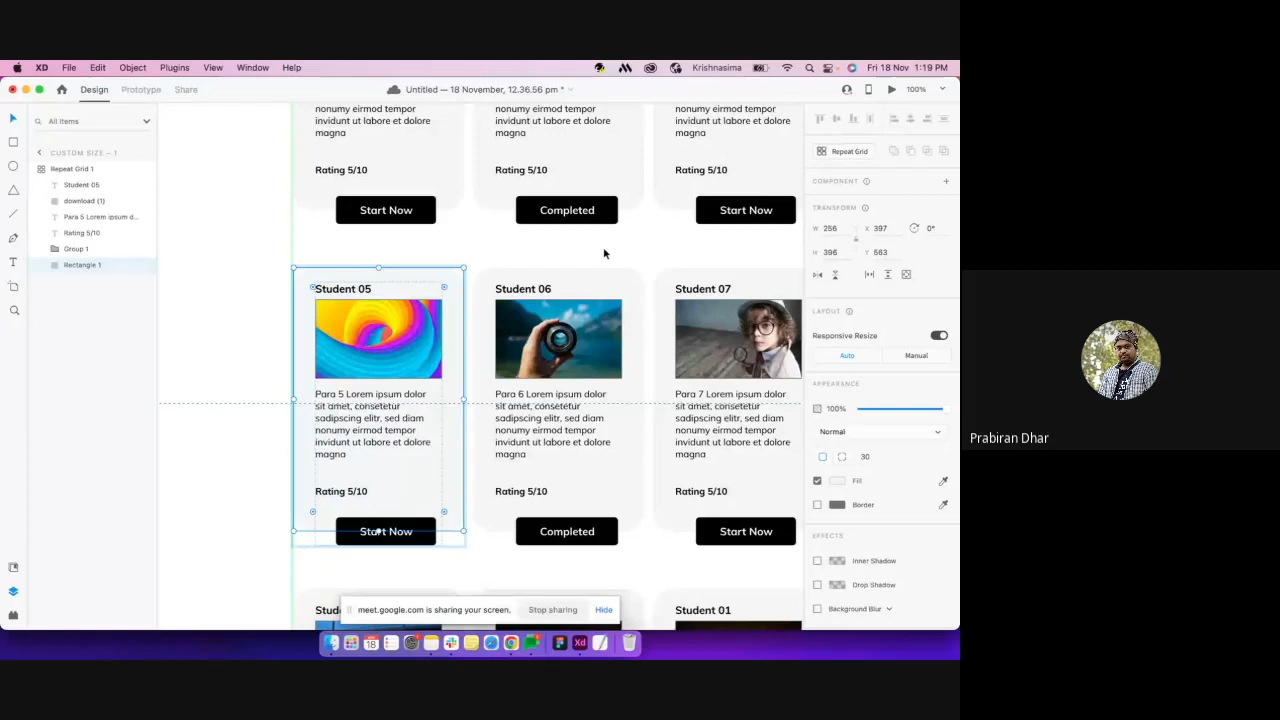 XD File Edit Object Plugins View Window Help Krishnasima Fri 18 Nov 1:19 PM
Design Prototype Share Untitled — 18 November, 12.36.56 pm * 100%
All Items
CUSTOM SIZE – 1
Repeat Grid 1
Student 05
download (1)
Para 5 Lorem ipsum d...
Rating 5/10
Group 1
Rectangle 1
nonumy eirmod tempor
invidunt ut labore et dolore
magna
Rating 5/10
Start Now
nonumy eirmod tempor
invidunt ut labore et dolore
magna
Rating 5/10
Completed
nonumy eirmod tempor
invidunt ut labore et dolore
magna
Rating 5/10
Start Now
Student 05
Para 5 Lorem ipsum dolor
sit amet, consetetur
sadipscing elitr, sed diam
nonumy eirmod tempor
invidunt ut labore et dolore
magna
Rating 5/10
Start Now
Student 06
Para 6 Lorem ipsum dolor
sit amet, consetetur
sadipscing elitr, sed diam
nonumy eirmod tempor
invidunt ut labore et dolore
magna
Rating 5/10
Completed
Student 07
Para 7 Lorem ipsum dolor
sit amet, consetetur
sadipscing elitr, sed diam
nonumy eirmod tempor
invidunt ut labore et dolore
magna
Rating 5/10
Start Now
Student 01
meet.google.com is sharing your screen. Stop sharing Hide
Repeat Grid
COMPONENT
TRANSFORM
W 256 X 397 0°
H 396 Y 563
LAYOUT
Responsive Resize
Auto Manual
APPEARANCE
100%
Normal
30
Fill
Border
EFFECTS
Inner Shadow
Drop Shadow
Background Blur
18
Xd
Prabiran Dhar